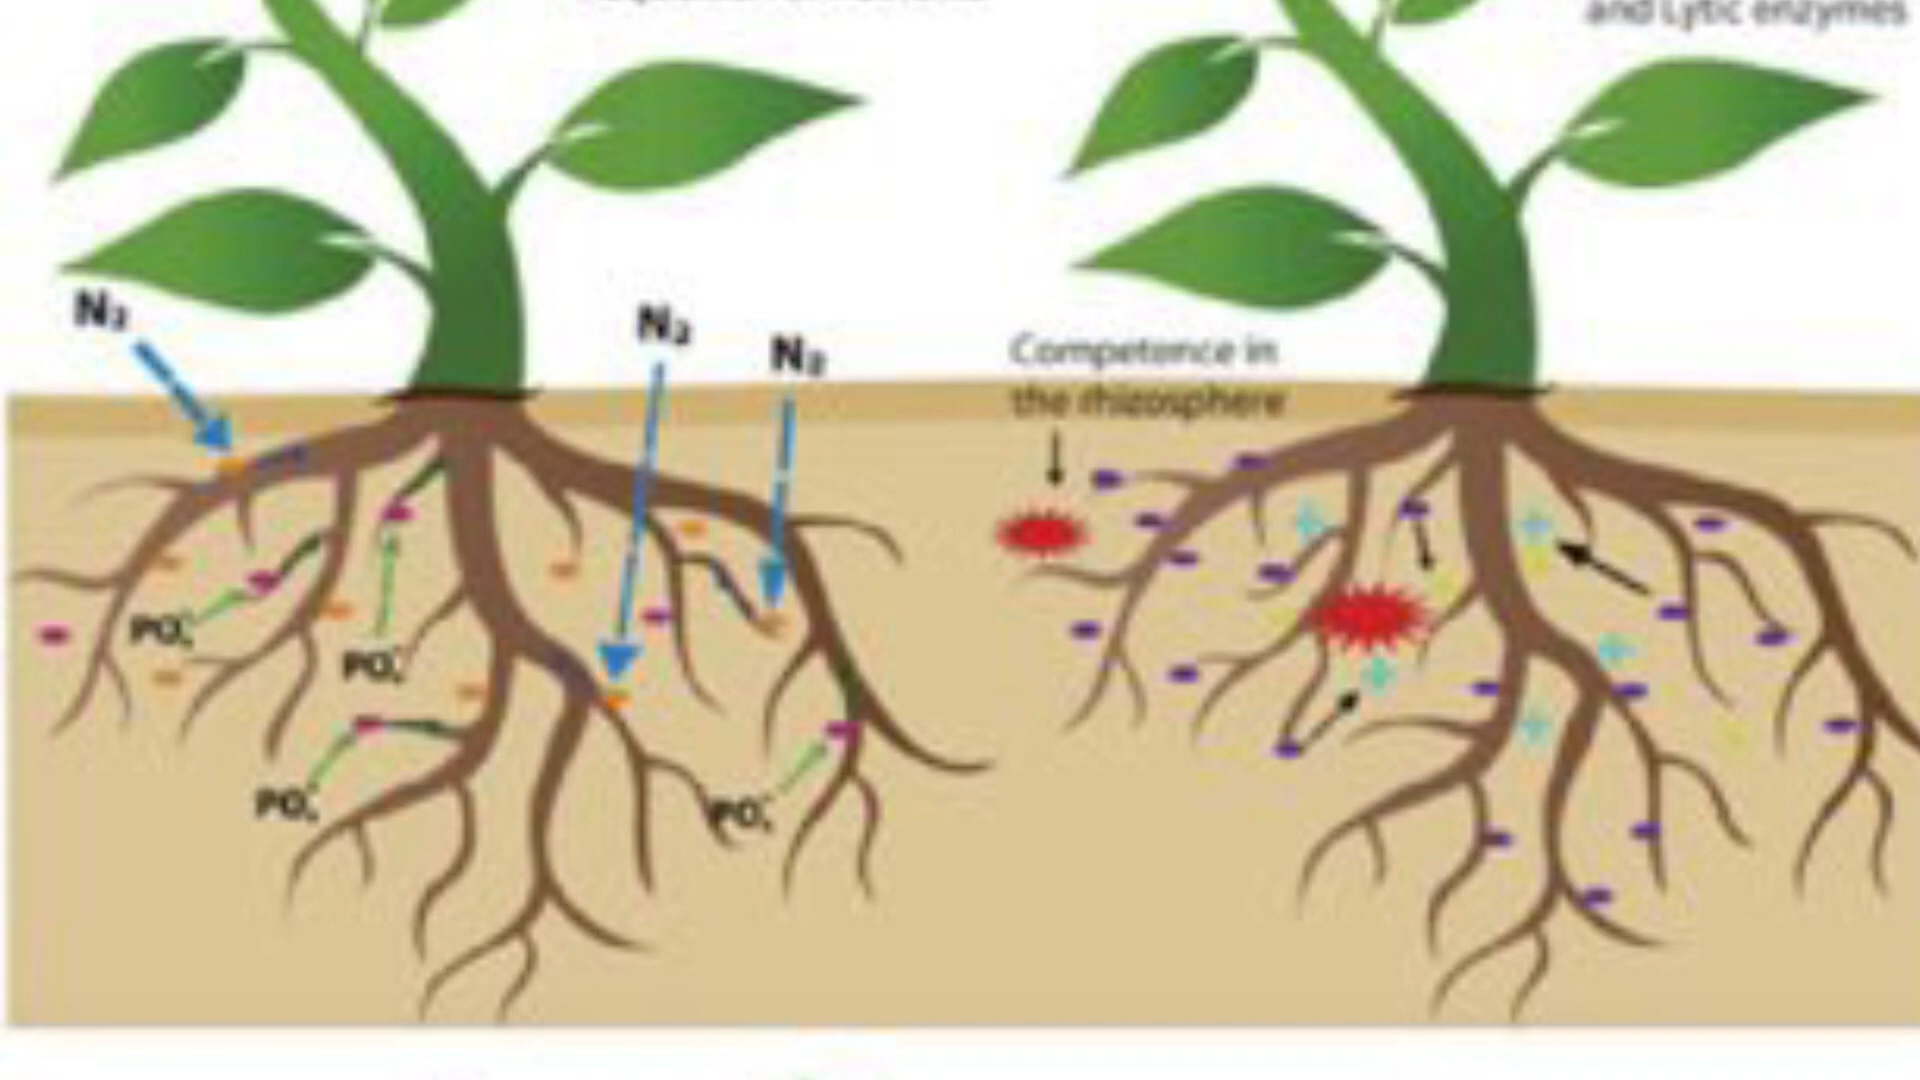 and Lytic enzymes
N₂
N₂
N₂
Competence in
the rhizosphere
PO₄⁻
PO₄⁻
PO₄⁻
PO₄⁻